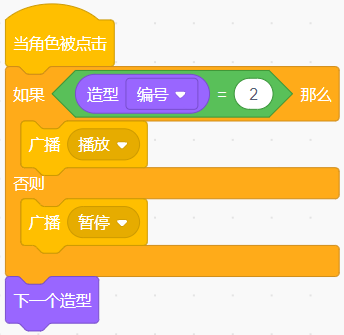 当角色被点击
如果 造型 编号 = 2 那么
广播 播放
否则
广播 暂停
下一个造型